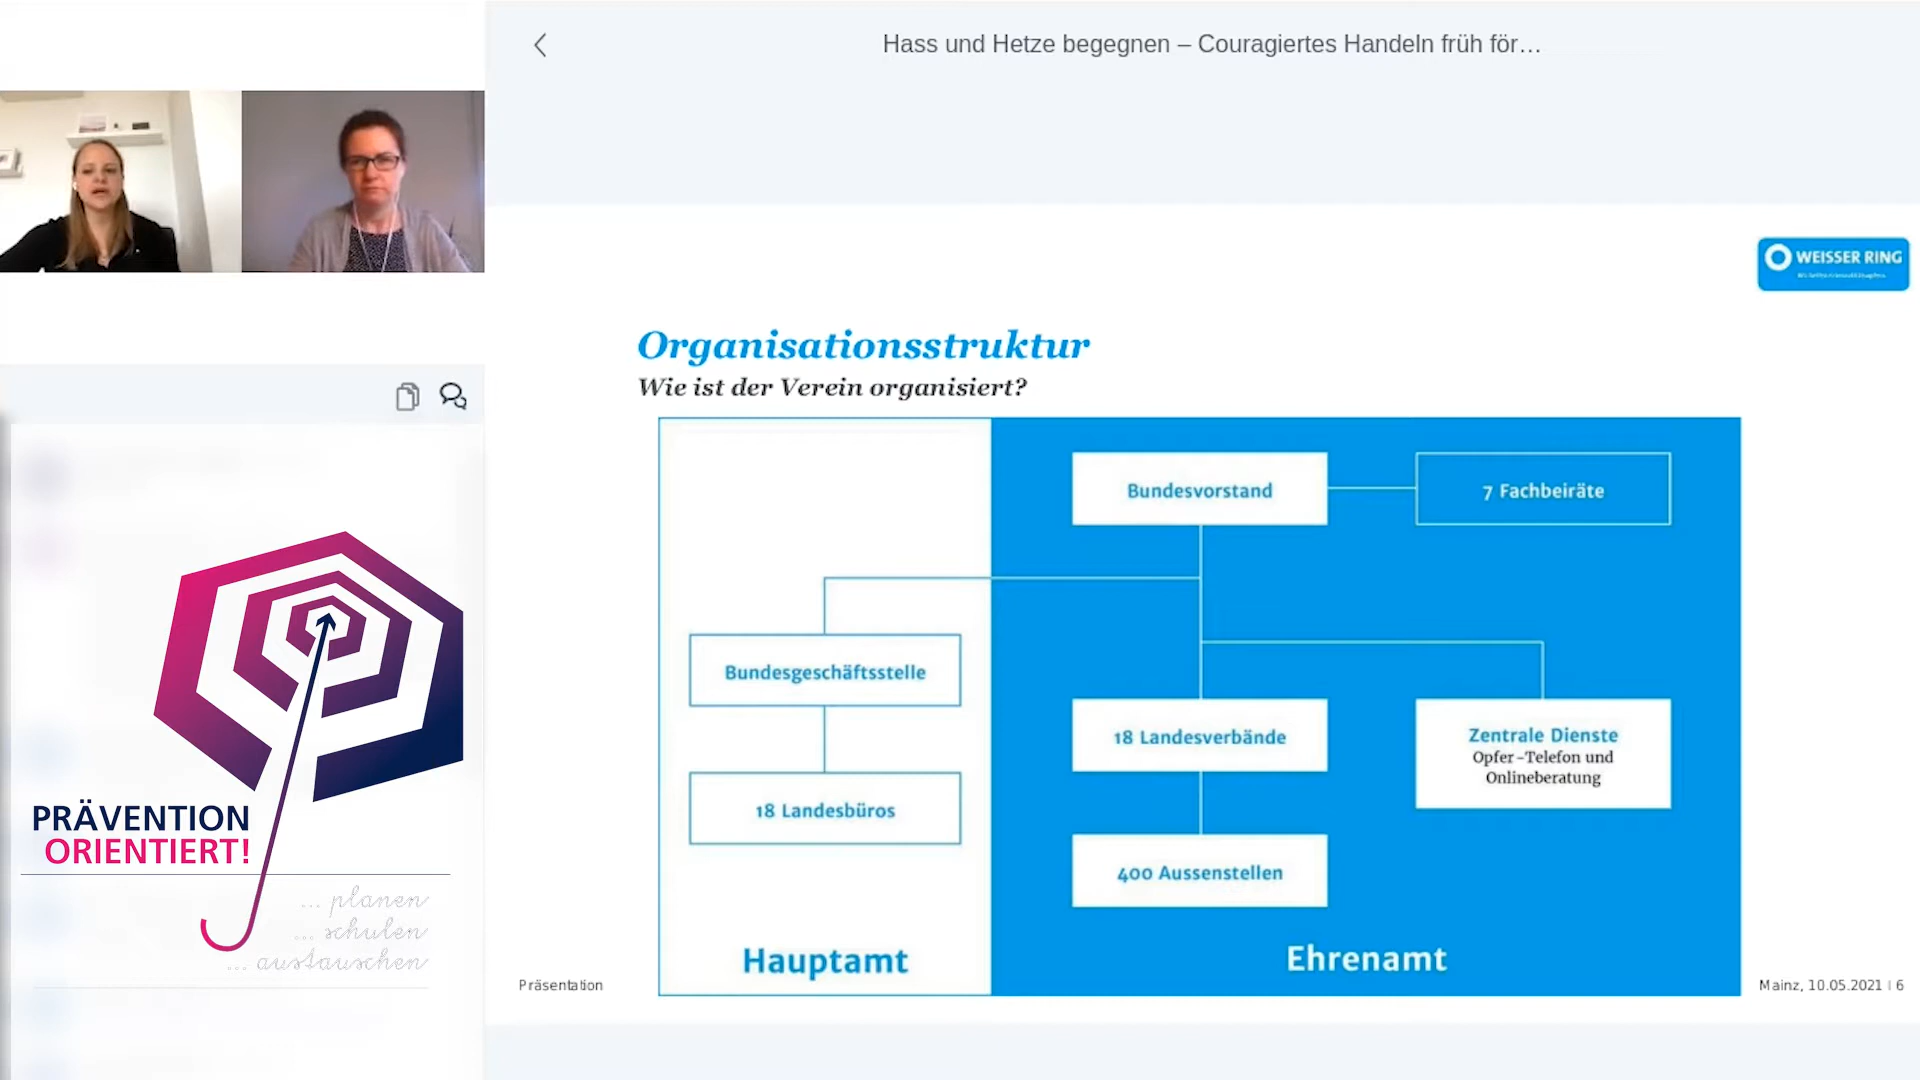 Hass und Hetze begegnen – Couragiertes Handeln früh för...
WEISSER RING
Organisationsstruktur
Wie ist der Verein organisiert?
Bundesvorstand
7 Fachbeiräte
Bundesgeschäftsstelle
18 Landesverbände
Zentrale Dienste
Opfer-Telefon und
Onlineberatung
18 Landesbüros
400 Aussenstellen
Hauptamt
Ehrenamt
Präsentation
Mainz, 10.05.2021 I 6
PRÄVENTION
ORIENTIERT!
... planen
... schulen
... austauschen